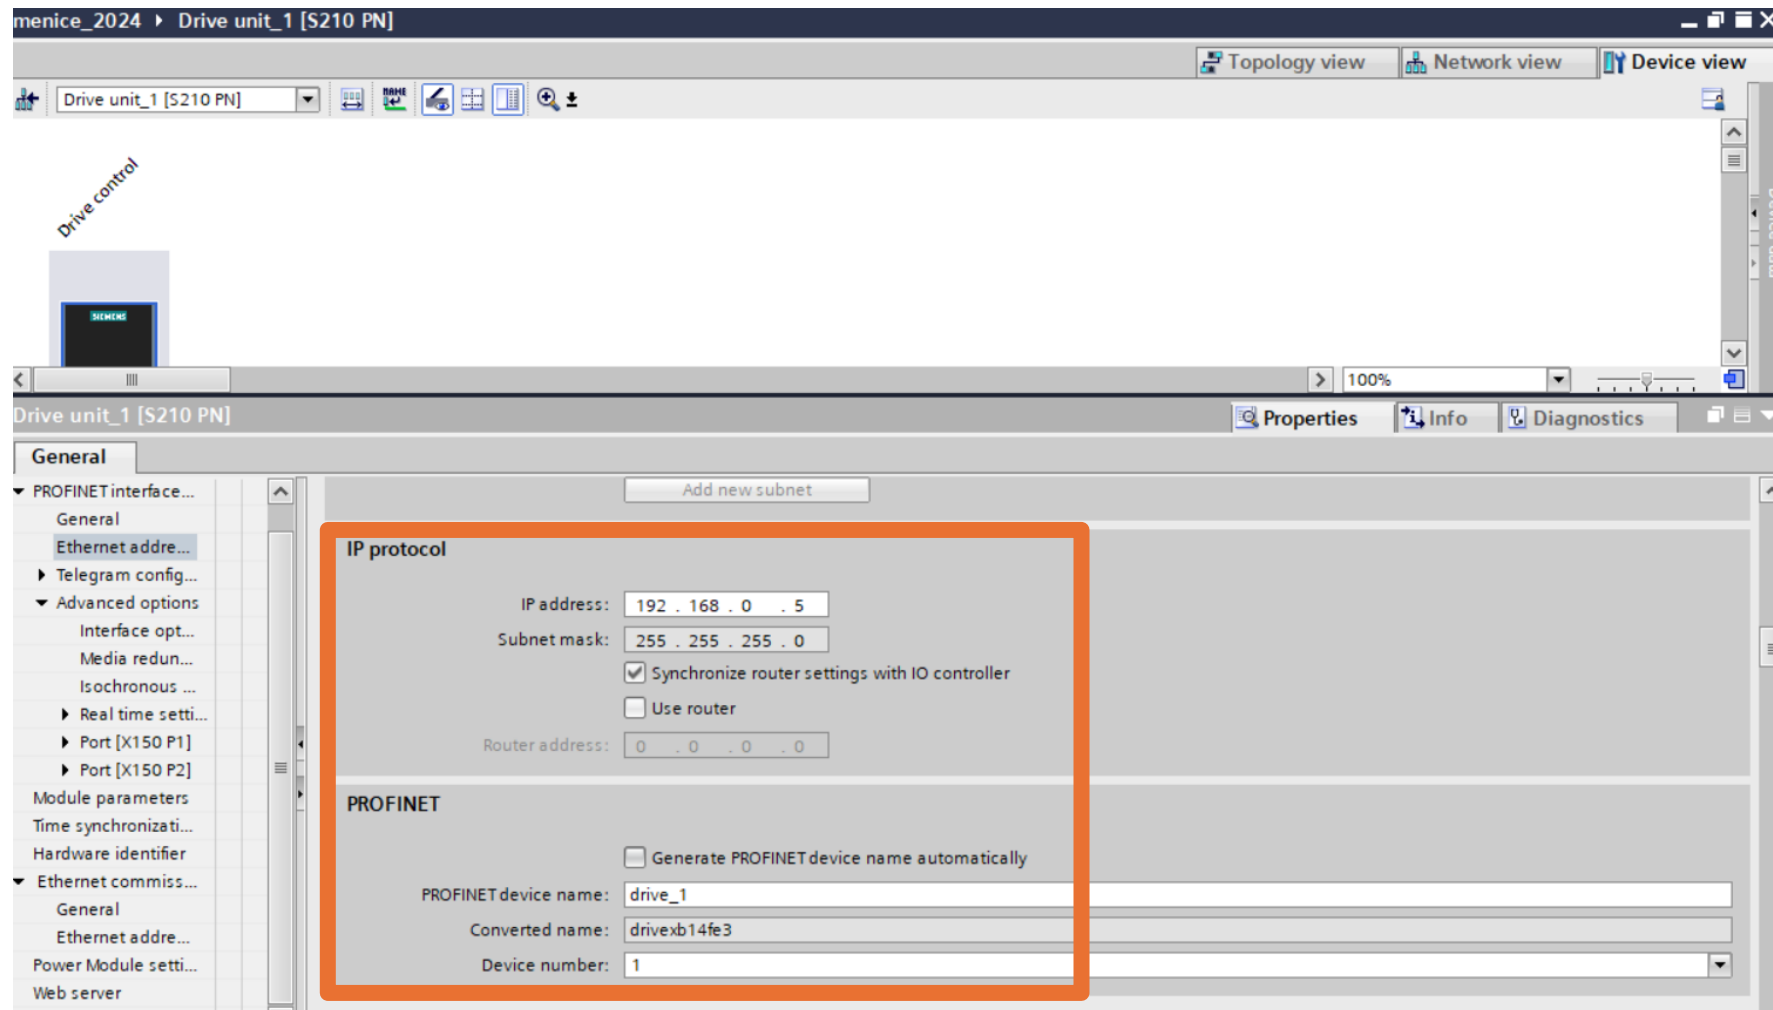 menice_2024 ▸ Drive unit_1 [S210 PN]
Topology view
Network view
Device view
Drive unit_1 [S210 PN]
NAME
Drive control
SIEMENS
100%
Drive unit_1 [S210 PN]
Properties
Info
Diagnostics
General
PROFINET interface...
General
Ethernet addre...
Telegram config...
Advanced options
Interface opt...
Media redun...
Isochronous ...
Real time setti...
Port [X150 P1]
Port [X150 P2]
Module parameters
Time synchronizati...
Hardware identifier
Ethernet commiss...
General
Ethernet addre...
Power Module setti...
Web server
Add new subnet
IP protocol
IP address: 192 . 168 . 0 . 5
Subnet mask: 255 . 255 . 255 . 0
Synchronize router settings with IO controller
Use router
Router address: 0 . 0 . 0 . 0
PROFINET
Generate PROFINET device name automatically
PROFINET device name: drive_1
Converted name: drivexb14fe3
Device number: 1